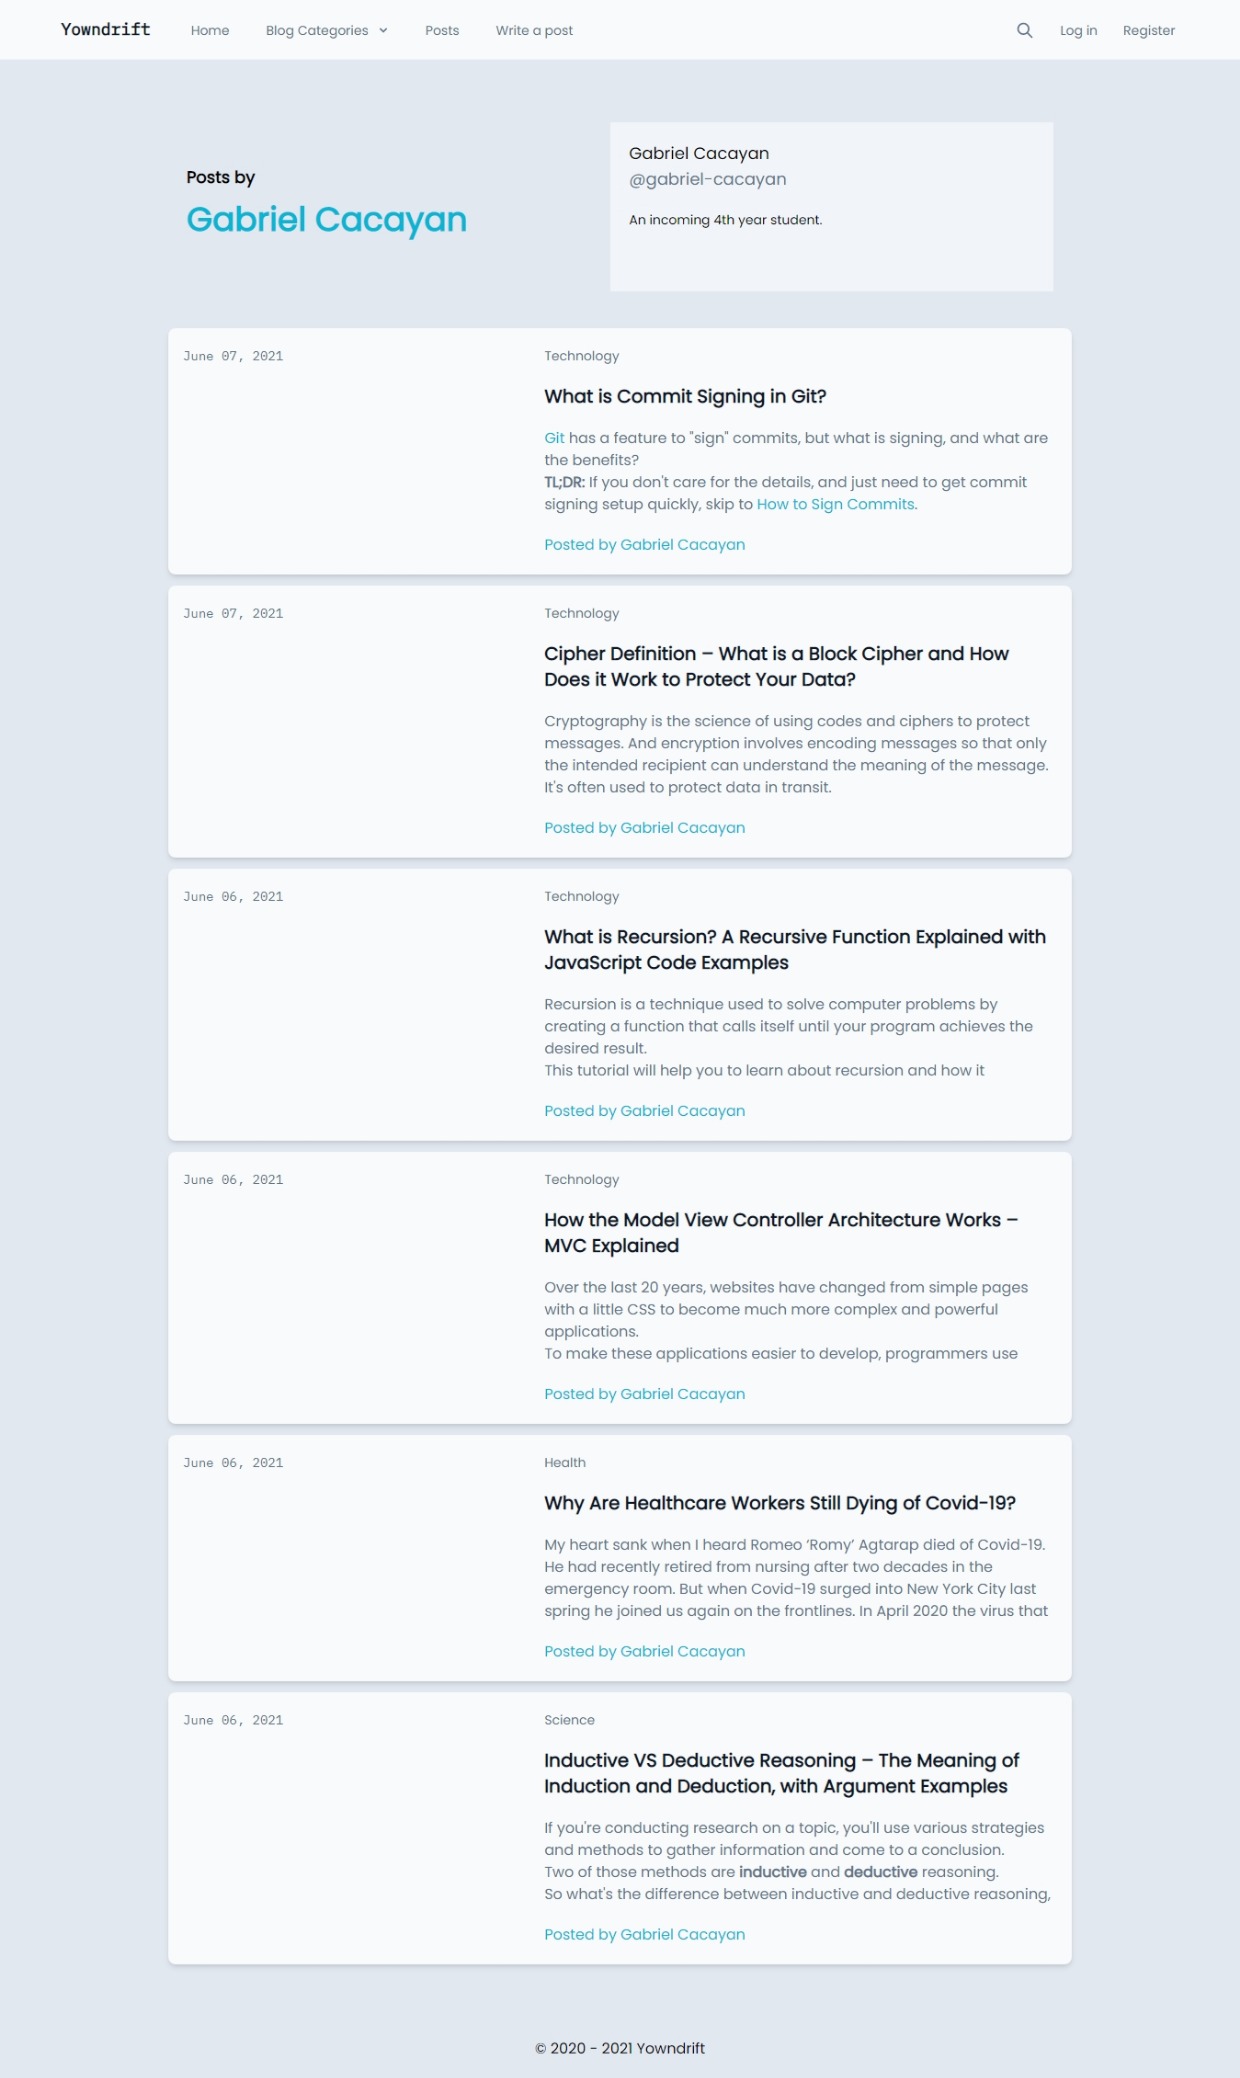 Yowndrift Home Blog Categories Posts Write a post Log in Register
Posts by
Gabriel Cacayan
Gabriel Cacayan
@gabriel-cacayan
An incoming 4th year student.
June 07, 2021
Technology
What is Commit Signing in Git?
Git has a feature to "sign" commits, but what is signing, and what are
the benefits?
TL;DR: If you don't care for the details, and just need to get commit
signing setup quickly, skip to How to Sign Commits.
Posted by Gabriel Cacayan
June 07, 2021
Technology
Cipher Definition – What is a Block Cipher and How
Does it Work to Protect Your Data?
Cryptography is the science of using codes and ciphers to protect
messages. And encryption involves encoding messages so that only
the intended recipient can understand the meaning of the message.
It's often used to protect data in transit.
Posted by Gabriel Cacayan
June 06, 2021
Technology
What is Recursion? A Recursive Function Explained with
JavaScript Code Examples
Recursion is a technique used to solve computer problems by
creating a function that calls itself until your program achieves the
desired result.
This tutorial will help you to learn about recursion and how it
Posted by Gabriel Cacayan
June 06, 2021
Technology
How the Model View Controller Architecture Works –
MVC Explained
Over the last 20 years, websites have changed from simple pages
with a little CSS to become much more complex and powerful
applications.
To make these applications easier to develop, programmers use
Posted by Gabriel Cacayan
June 06, 2021
Health
Why Are Healthcare Workers Still Dying of Covid-19?
My heart sank when I heard Romeo ‘Romy’ Agtarap died of Covid-19.
He had recently retired from nursing after two decades in the
emergency room. But when Covid-19 surged into New York City last
spring he joined us again on the frontlines. In April 2020 the virus that
Posted by Gabriel Cacayan
June 06, 2021
Science
Inductive VS Deductive Reasoning – The Meaning of
Induction and Deduction, with Argument Examples
If you're conducting research on a topic, you'll use various strategies
and methods to gather information and come to a conclusion.
Two of those methods are inductive and deductive reasoning.
So what's the difference between inductive and deductive reasoning,
Posted by Gabriel Cacayan
© 2020 - 2021 Yowndrift